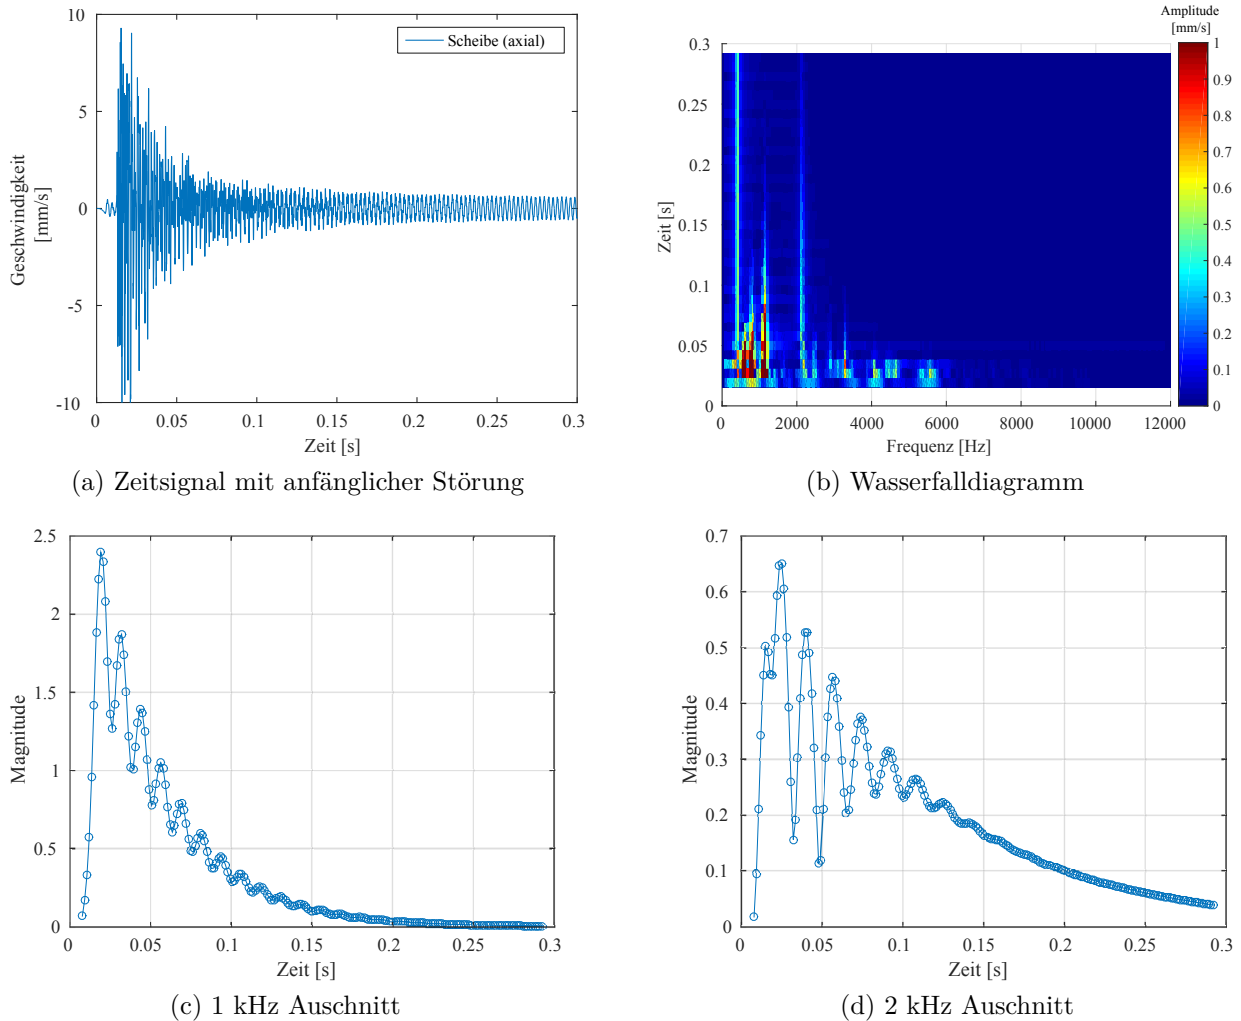 10
5
0
-5
-10
Geschwindigkeit
[mm/s]
Scheibe (axial)
0 0.05 0.1 0.15 0.2 0.25 0.3
Zeit [s]
(a) Zeitsignal mit anfänglicher Störung
Amplitude
[mm/s]
0.3
0.25
0.2
0.15
0.1
0.05
0
Zeit [s]
0 2000 4000 6000 8000 10000 12000
Frequenz [Hz]
1
0.9
0.8
0.7
0.6
0.5
0.4
0.3
0.2
0.1
0
(b) Wasserfalldiagramm
2.5
2
1.5
1
0.5
0
Magnitude
0 0.05 0.1 0.15 0.2 0.25 0.3
Zeit [s]
(c) 1 kHz Auschnitt
0.7
0.6
0.5
0.4
0.3
0.2
0.1
0
Magnitude
0 0.05 0.1 0.15 0.2 0.25 0.3
Zeit [s]
(d) 2 kHz Auschnitt